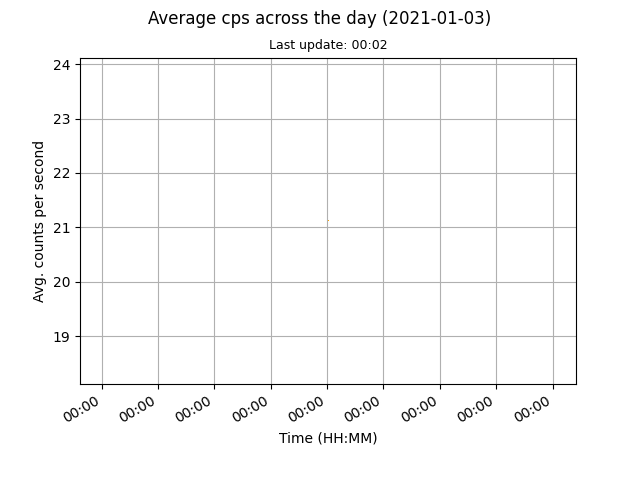 Average cps across the day (2021-01-03)
Last update: 00:02
24
23
22
21
20
19
Avg. counts per second
00:00 00:00 00:00 00:00 00:00 00:00 00:00 00:00 00:00
Time (HH:MM)